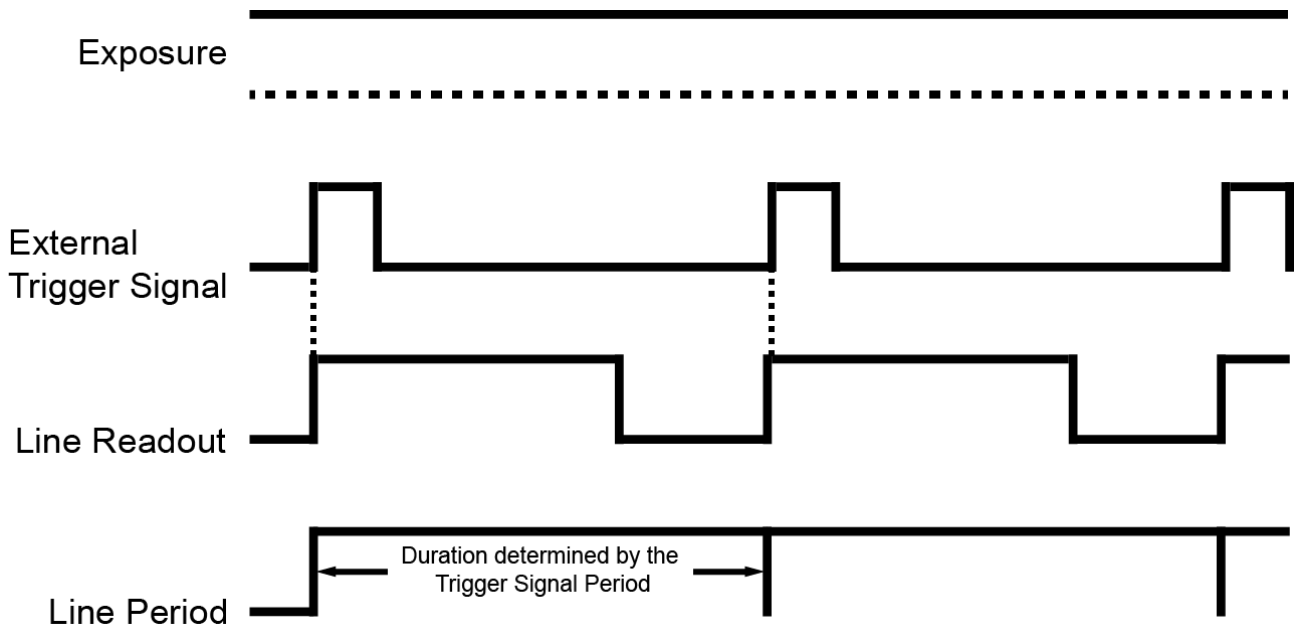 Exposure
External
Trigger Signal
Line Readout
Duration determined by the
Trigger Signal Period
Line Period